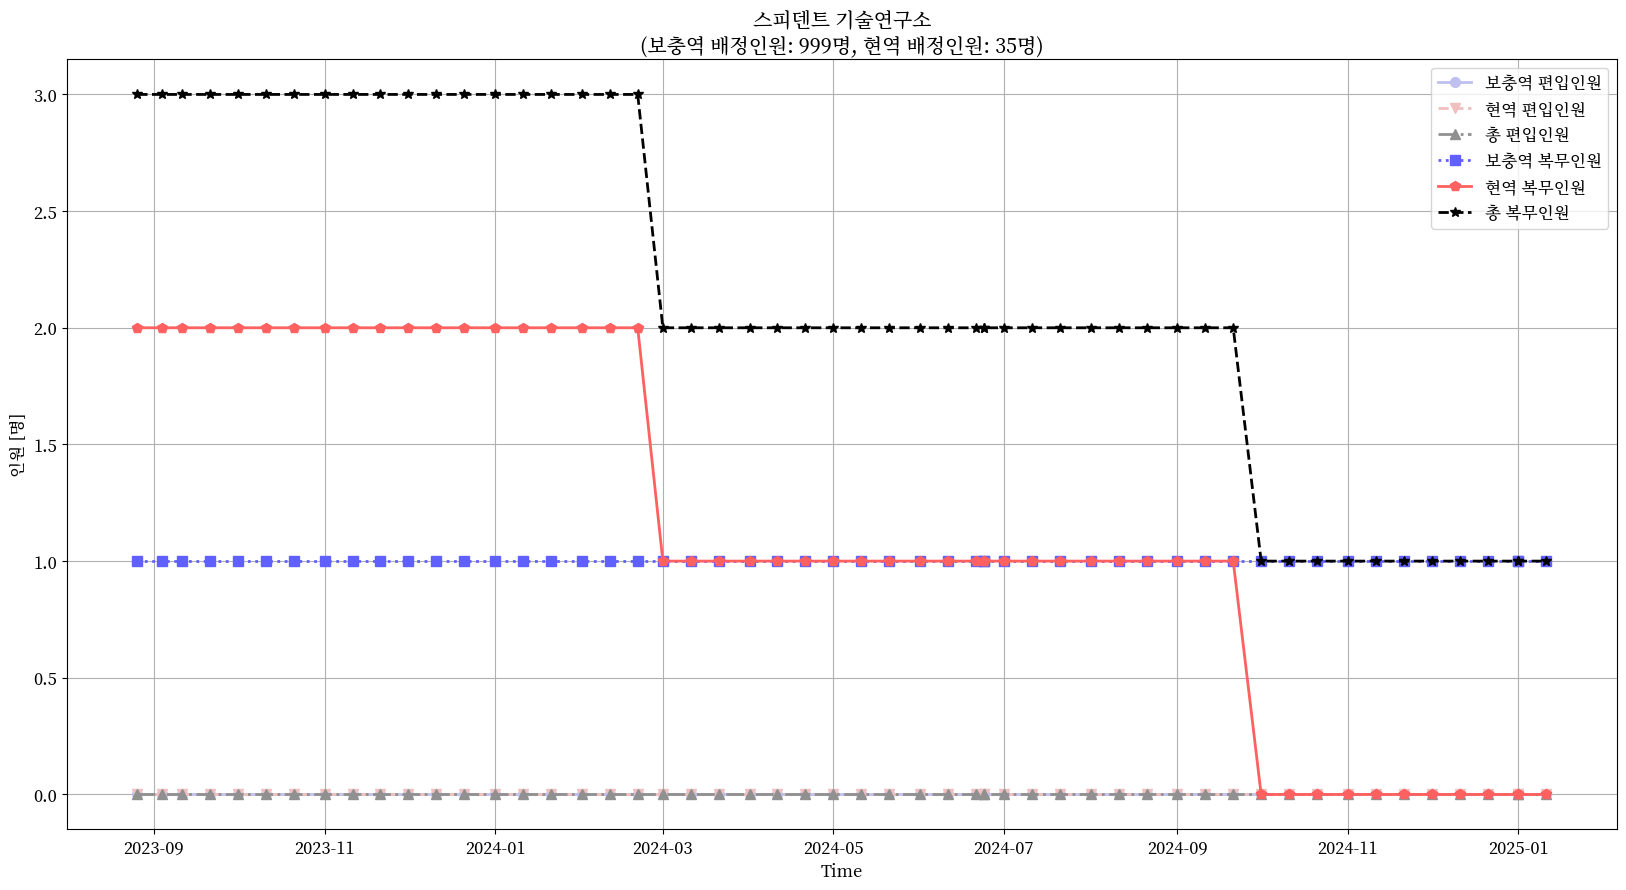 스피덴트 기술연구소
(보충역 배정인원: 999명, 현역 배정인원: 35명)
보충역 편입인원
현역 편입인원
총 편입인원
보충역 복무인원
현역 복무인원
총 복무인원
인원 [명]
3.0
2.5
2.0
1.5
1.0
0.5
0.0
2023-09
2023-11
2024-01
2024-03
2024-05
2024-07
2024-09
2024-11
2025-01
Time